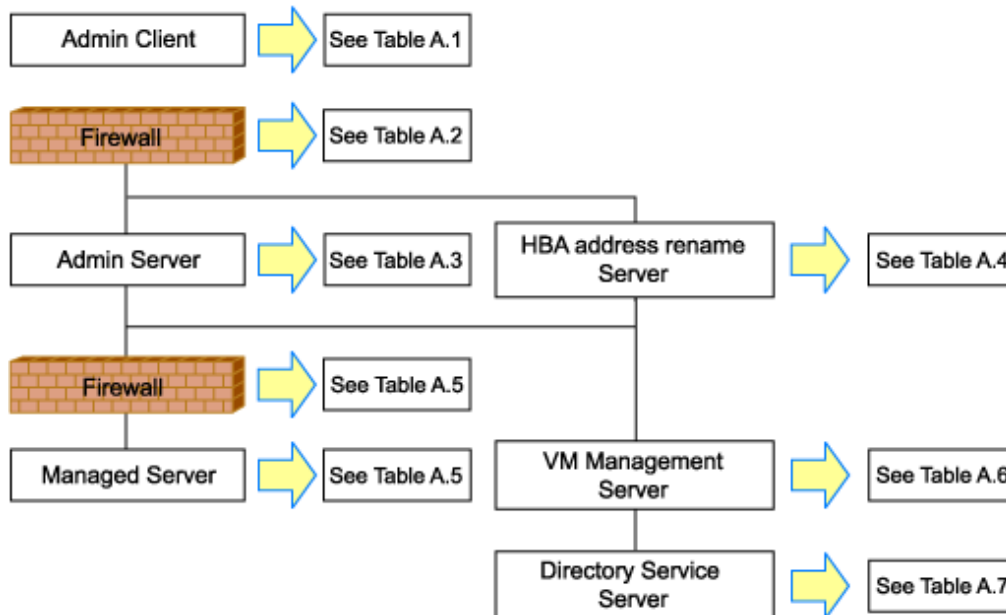 Admin Client
See Table A.1
Firewall
See Table A.2
Admin Server
See Table A.3
HBA address rename
Server
See Table A.4
Firewall
See Table A.5
Managed Server
See Table A.5
VM Management
Server
See Table A.6
Directory Service
Server
See Table A.7